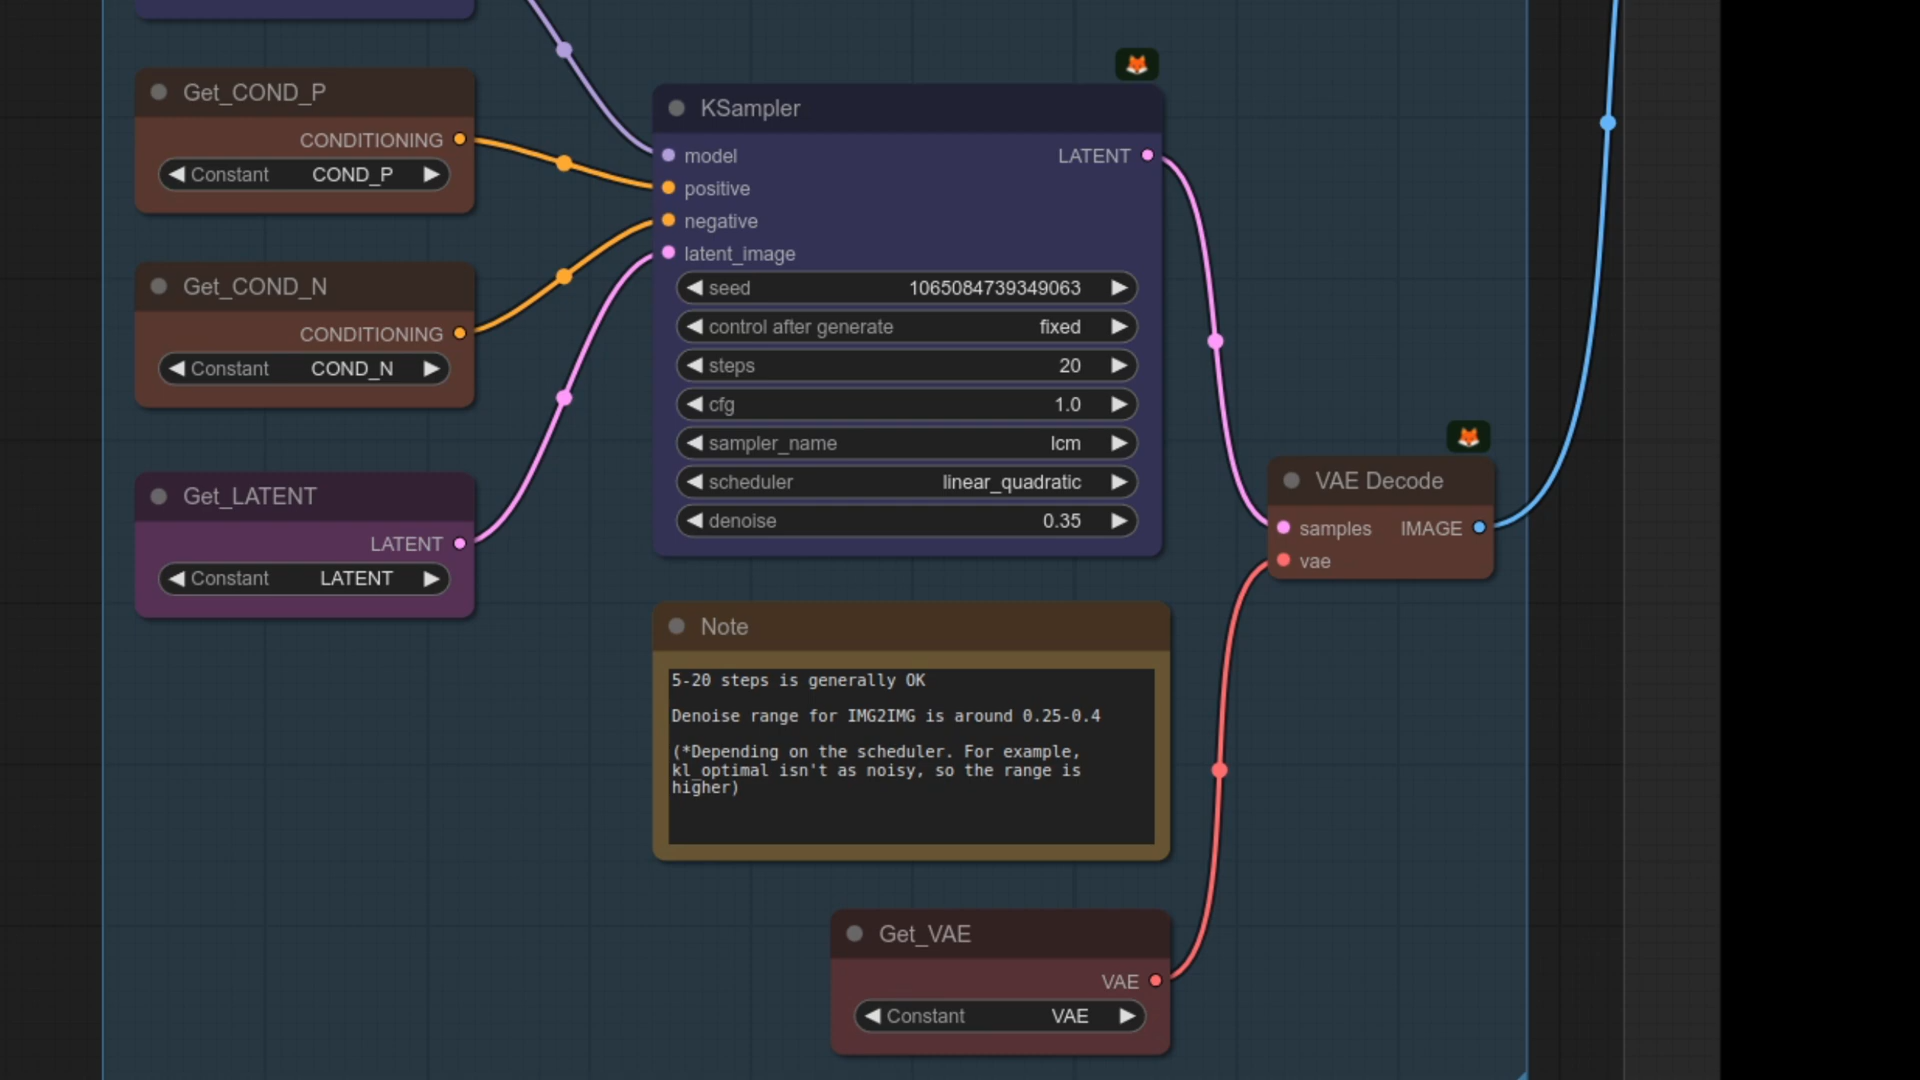 Get_COND_P
CONDITIONING
Constant COND_P
Get_COND_N
CONDITIONING
Constant COND_N
Get_LATENT
LATENT
Constant LATENT
KSampler
model LATENT
positive
negative
latent_image
seed 1065084739349063
control after generate fixed
steps 20
cfg 1.0
sampler_name lcm
scheduler linear_quadratic
denoise 0.35
VAE Decode
samples IMAGE
vae
Note
5-20 steps is generally OK
Denoise range for IMG2IMG is around 0.25-0.4
(*Depending on the scheduler. For example,
kl_optimal isn't as noisy, so the range is
higher)
Get_VAE
VAE
Constant VAE